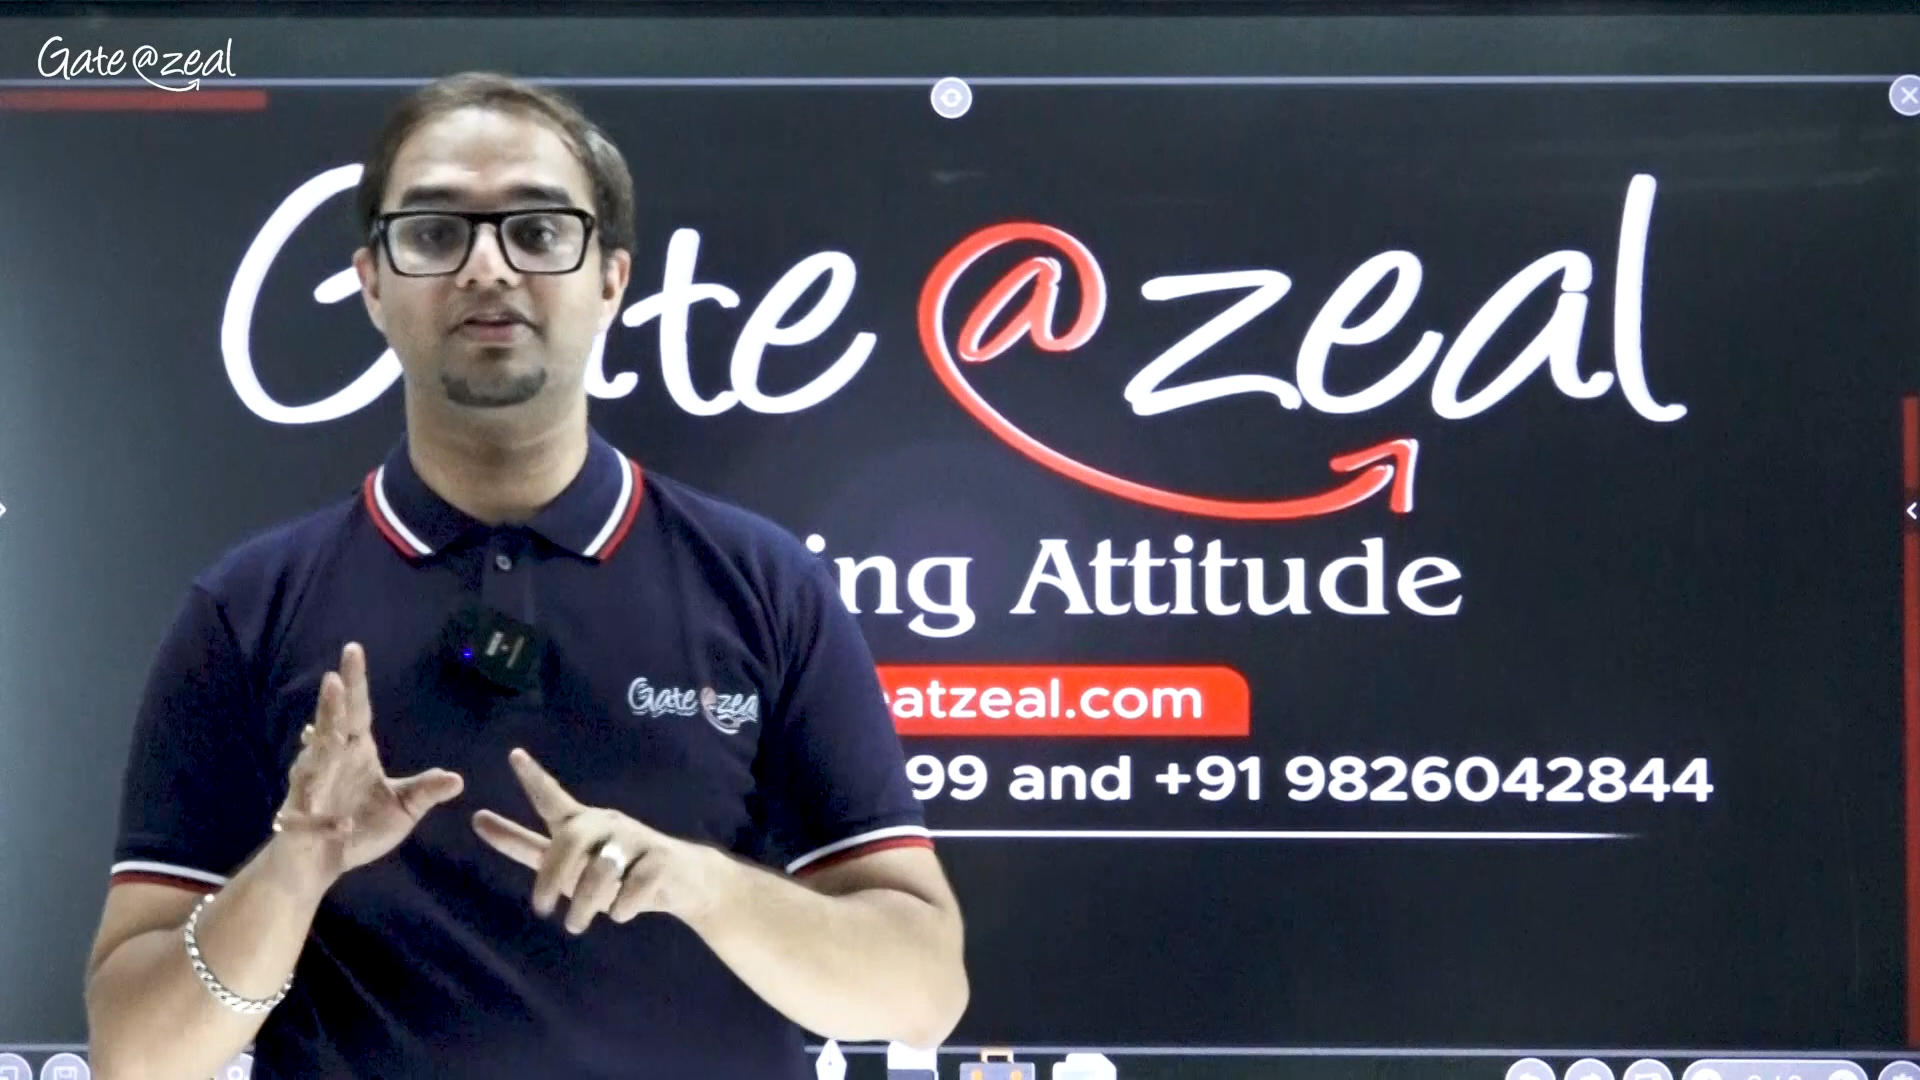 Gate @ zeal
Gate @ zeal
ing Attitude
atzeal.com
99 and +91 9826042844
Gate @ zeal